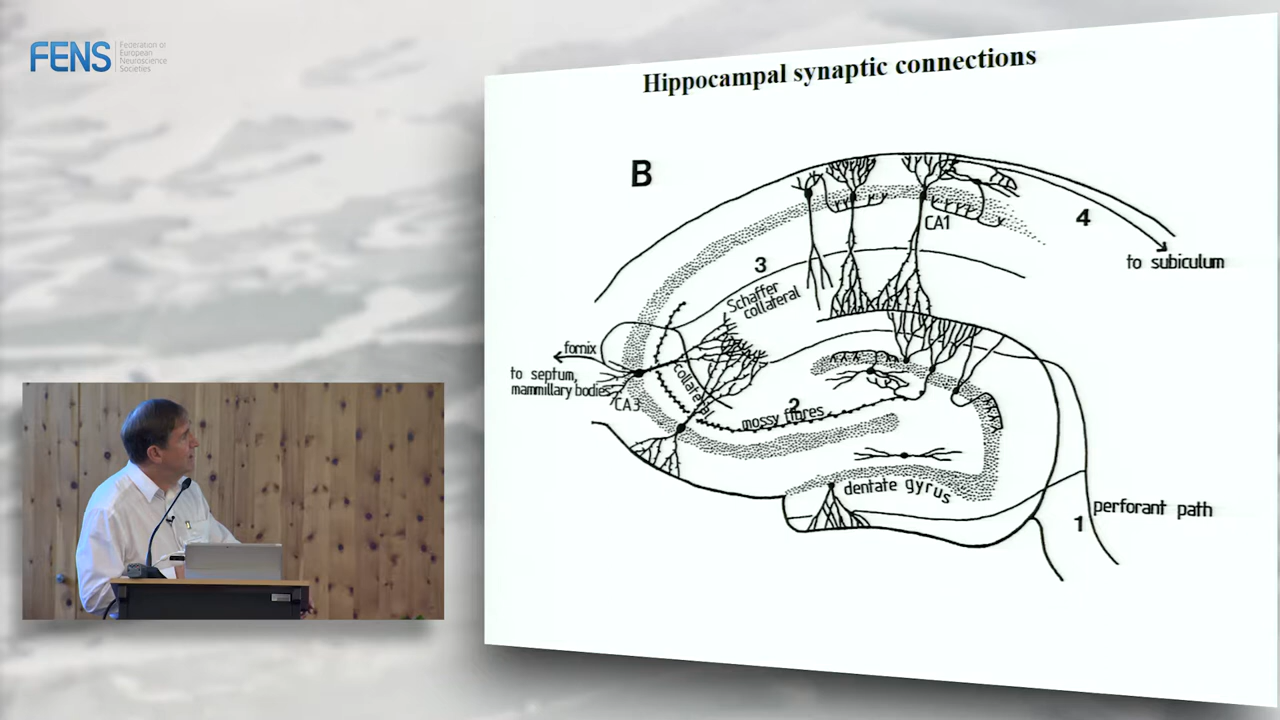 FENS
Federation of
European
Neuroscience
Societies
Hippocampal synaptic connections
B
CA1
4
to subiculum
3
Schaffer
collateral
fornix
to septum,
mammillary bodies
CA3
collateral
2
mossy fibres
dentate gyrus
perforant path
1